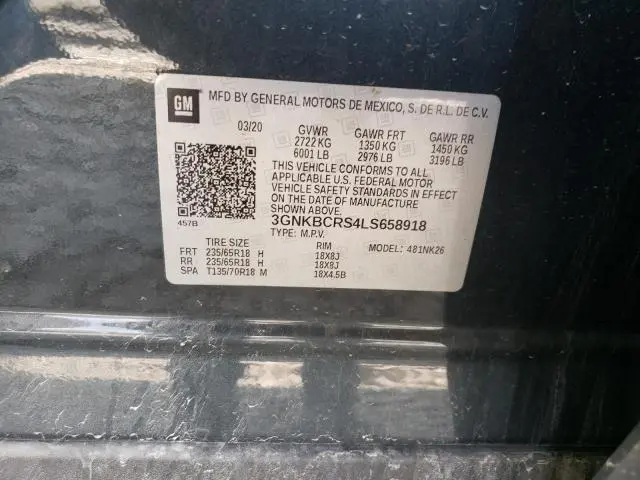 GM
MFD BY GENERAL MOTORS DE MEXICO, S. DE R.L. DE C.V.
03/20 GVWR GAWR FRT GAWR RR
2722 KG 1350 KG 1450 KG
6001 LB 2976 LB 3196 LB
THIS VEHICLE CONFORMS TO ALL
APPLICABLE U.S. FEDERAL MOTOR
VEHICLE SAFETY STANDARDS IN EFFECT
ON THE DATE OF MANUFACTURE
SHOWN ABOVE.
457B 3GNKBCRS4LS658918
TYPE: M.P.V. MODEL: 481NK26
TIRE SIZE RIM
FRT 235/65R18 H 18X8J
RR 235/65R18 H 18X8J
SPA T135/70R18 M 18X4.5B